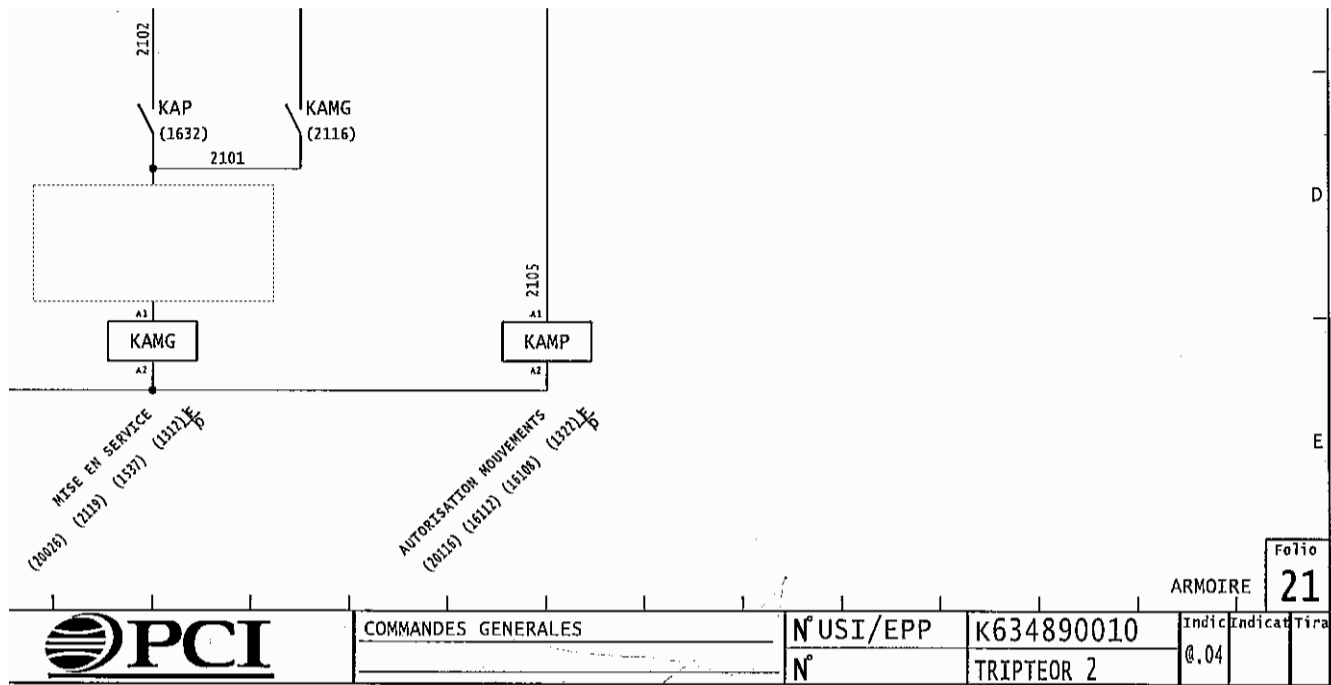 2102
KAP
(1632)
KAMG
(2116)
2101
D
2105
A1
KAMG
A2
A1
KAMP
A2
MISE EN SERVICE
(20026) (2119) (1537) (1312)
AUTORISATION MOUVEMENTS
(20116) (16112) (16108) (1322)
E
Folio
ARMOIRE 21
PCI
COMMANDES GENERALES
N° USI/EPP K634890010
N° TRIPTEOR 2
Indic Indicat Tira
@.04